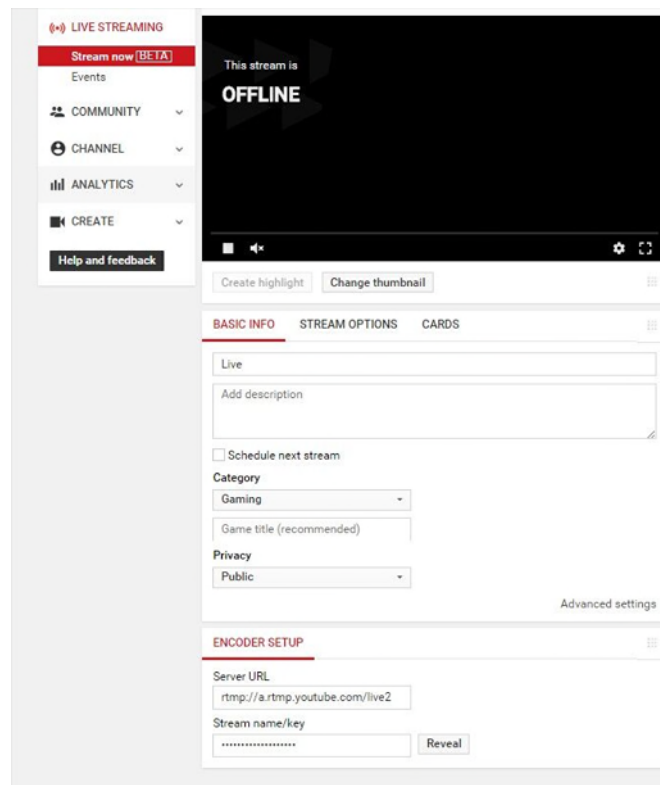 LIVE STREAMING
Stream now BETA
Events
COMMUNITY
CHANNEL
ANALYTICS
CREATE
Help and feedback
This stream is
OFFLINE
Create highlight Change thumbnail
BASIC INFO STREAM OPTIONS CARDS
Live
Add description
Schedule next stream
Category
Gaming
Game title (recommended)
Privacy
Public
Advanced settings
ENCODER SETUP
Server URL
rtmp://a.rtmp.youtube.com/live2
Stream name/key
•••••••••••••••••••
Reveal